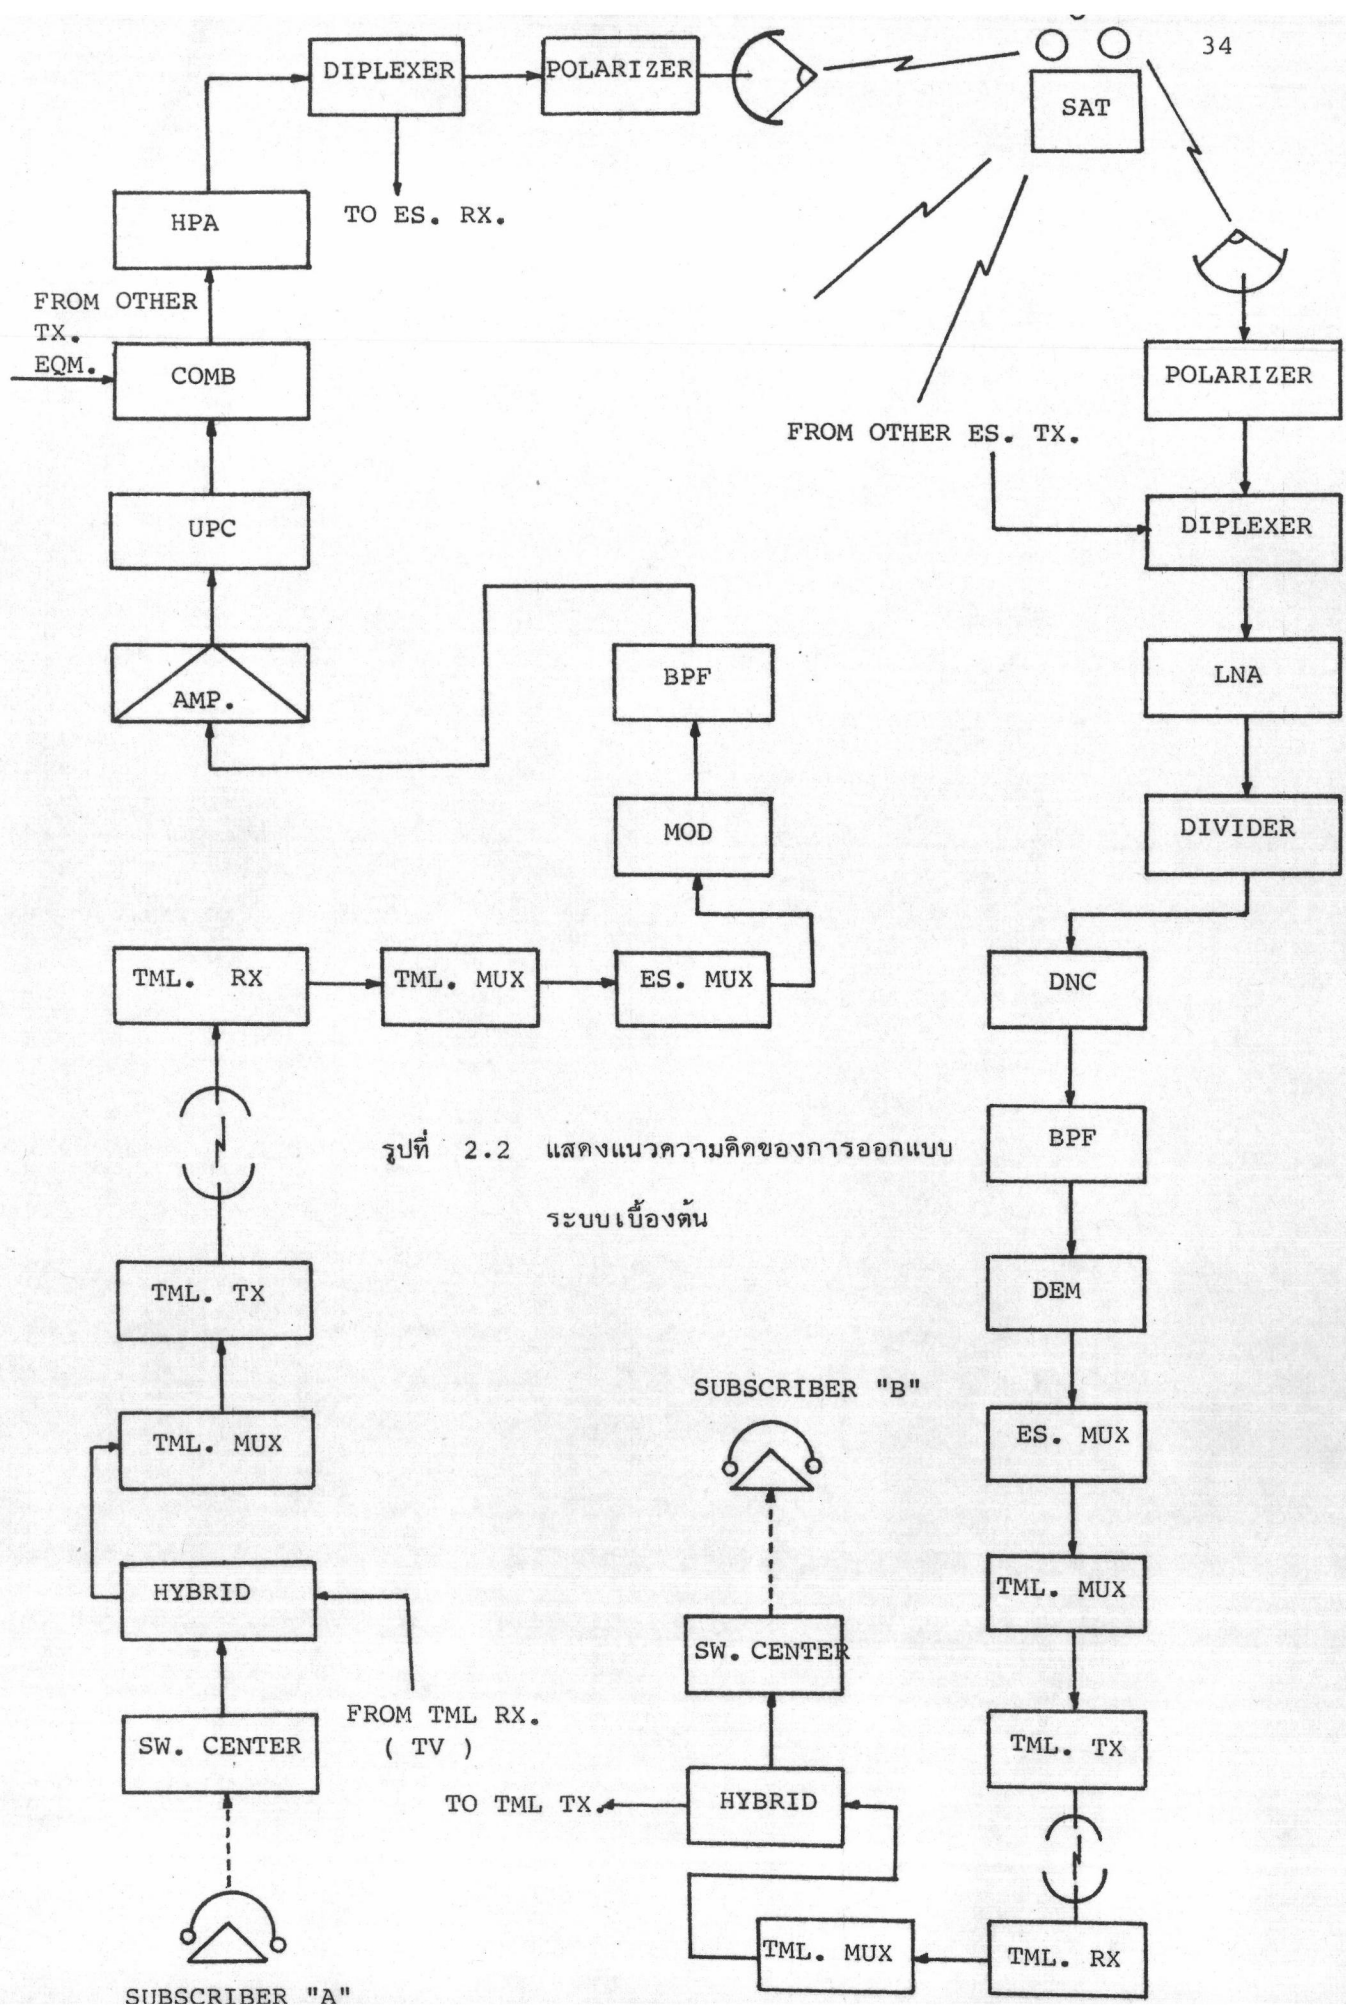 34
DIPLEXER
POLARIZER
SAT
HPA
TO ES. RX.
FROM OTHER
TX.
EQM.
COMB
POLARIZER
FROM OTHER ES. TX.
UPC
DIPLEXER
AMP.
BPF
LNA
MOD
DIVIDER
TML. RX
TML. MUX
ES. MUX
DNC
รูปที่ 2.2 แสดงแนวความคิดของการออกแบบ
ระบบเบื้องต้น
BPF
TML. TX
DEM
SUBSCRIBER "B"
TML. MUX
ES. MUX
HYBRID
TML. MUX
SW. CENTER
FROM TML RX.
( TV )
SW. CENTER
TML. TX
TO TML TX.
HYBRID
TML. MUX
TML. RX
SUBSCRIBER "A"